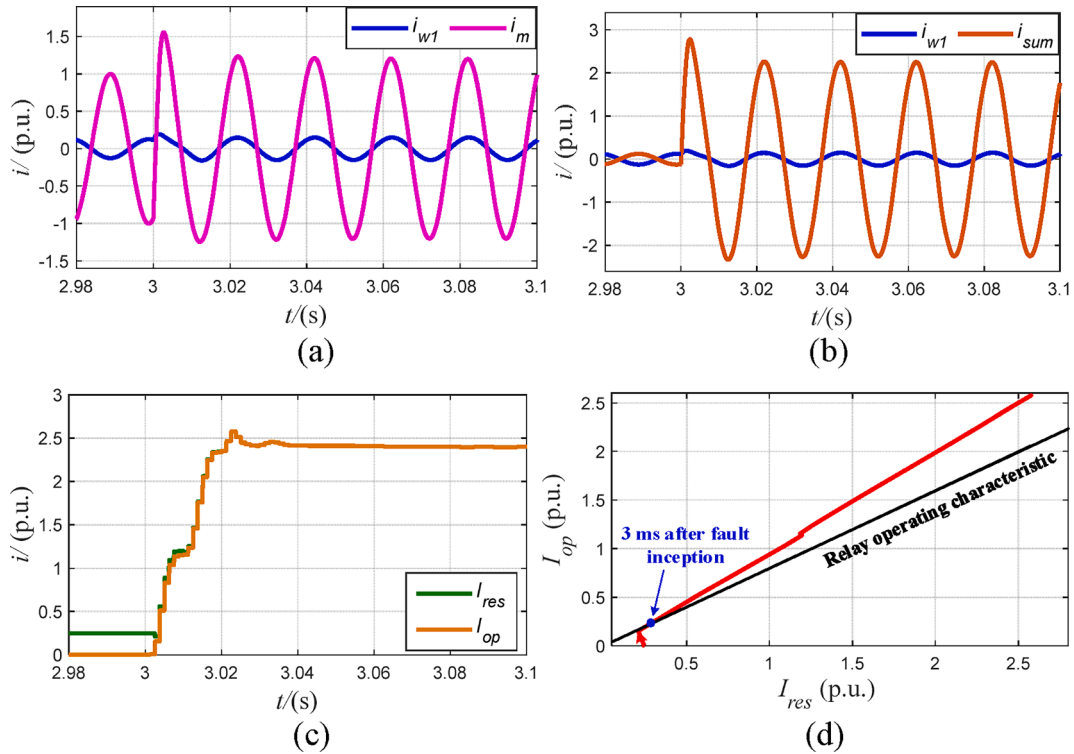 i_w1 i_m
1.5
1
0.5
0
-0.5
-1
-1.5
i/ (p.u.)
2.98 3 3.02 3.04 3.06 3.08 3.1
t/(s)
(a)
i_w1 i_sum
3
2
1
0
-1
-2
i/ (p.u.)
2.98 3 3.02 3.04 3.06 3.08 3.1
t/(s)
(b)
3
2.5
2
1.5
1
0.5
0
i/ (p.u.)
I_res
I_op
2.98 3 3.02 3.04 3.06 3.08 3.1
t/(s)
(c)
2.5
2
1.5
1
0.5
0
I_op (p.u.)
3 ms after fault
inception
Relay operating characteristic
0.5 1 1.5 2 2.5
I_res (p.u.)
(d)